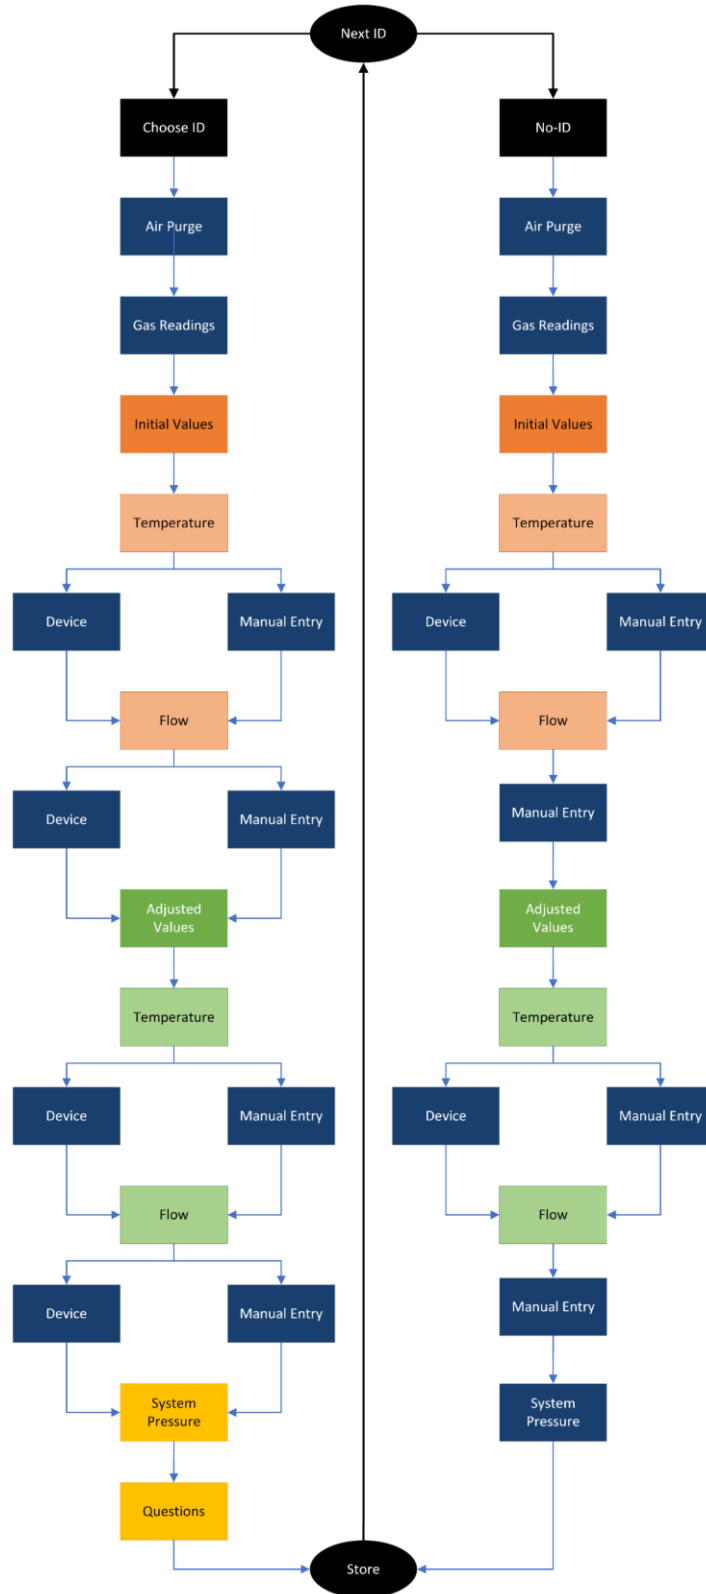 Next ID
Choose ID
No-ID
Air Purge
Air Purge
Gas Readings
Gas Readings
Initial Values
Initial Values
Temperature
Temperature
Device
Manual Entry
Device
Manual Entry
Flow
Flow
Device
Manual Entry
Manual Entry
Adjusted
Values
Adjusted
Values
Temperature
Temperature
Device
Manual Entry
Device
Manual Entry
Flow
Flow
Device
Manual Entry
Manual Entry
System
Pressure
System
Pressure
Questions
Store